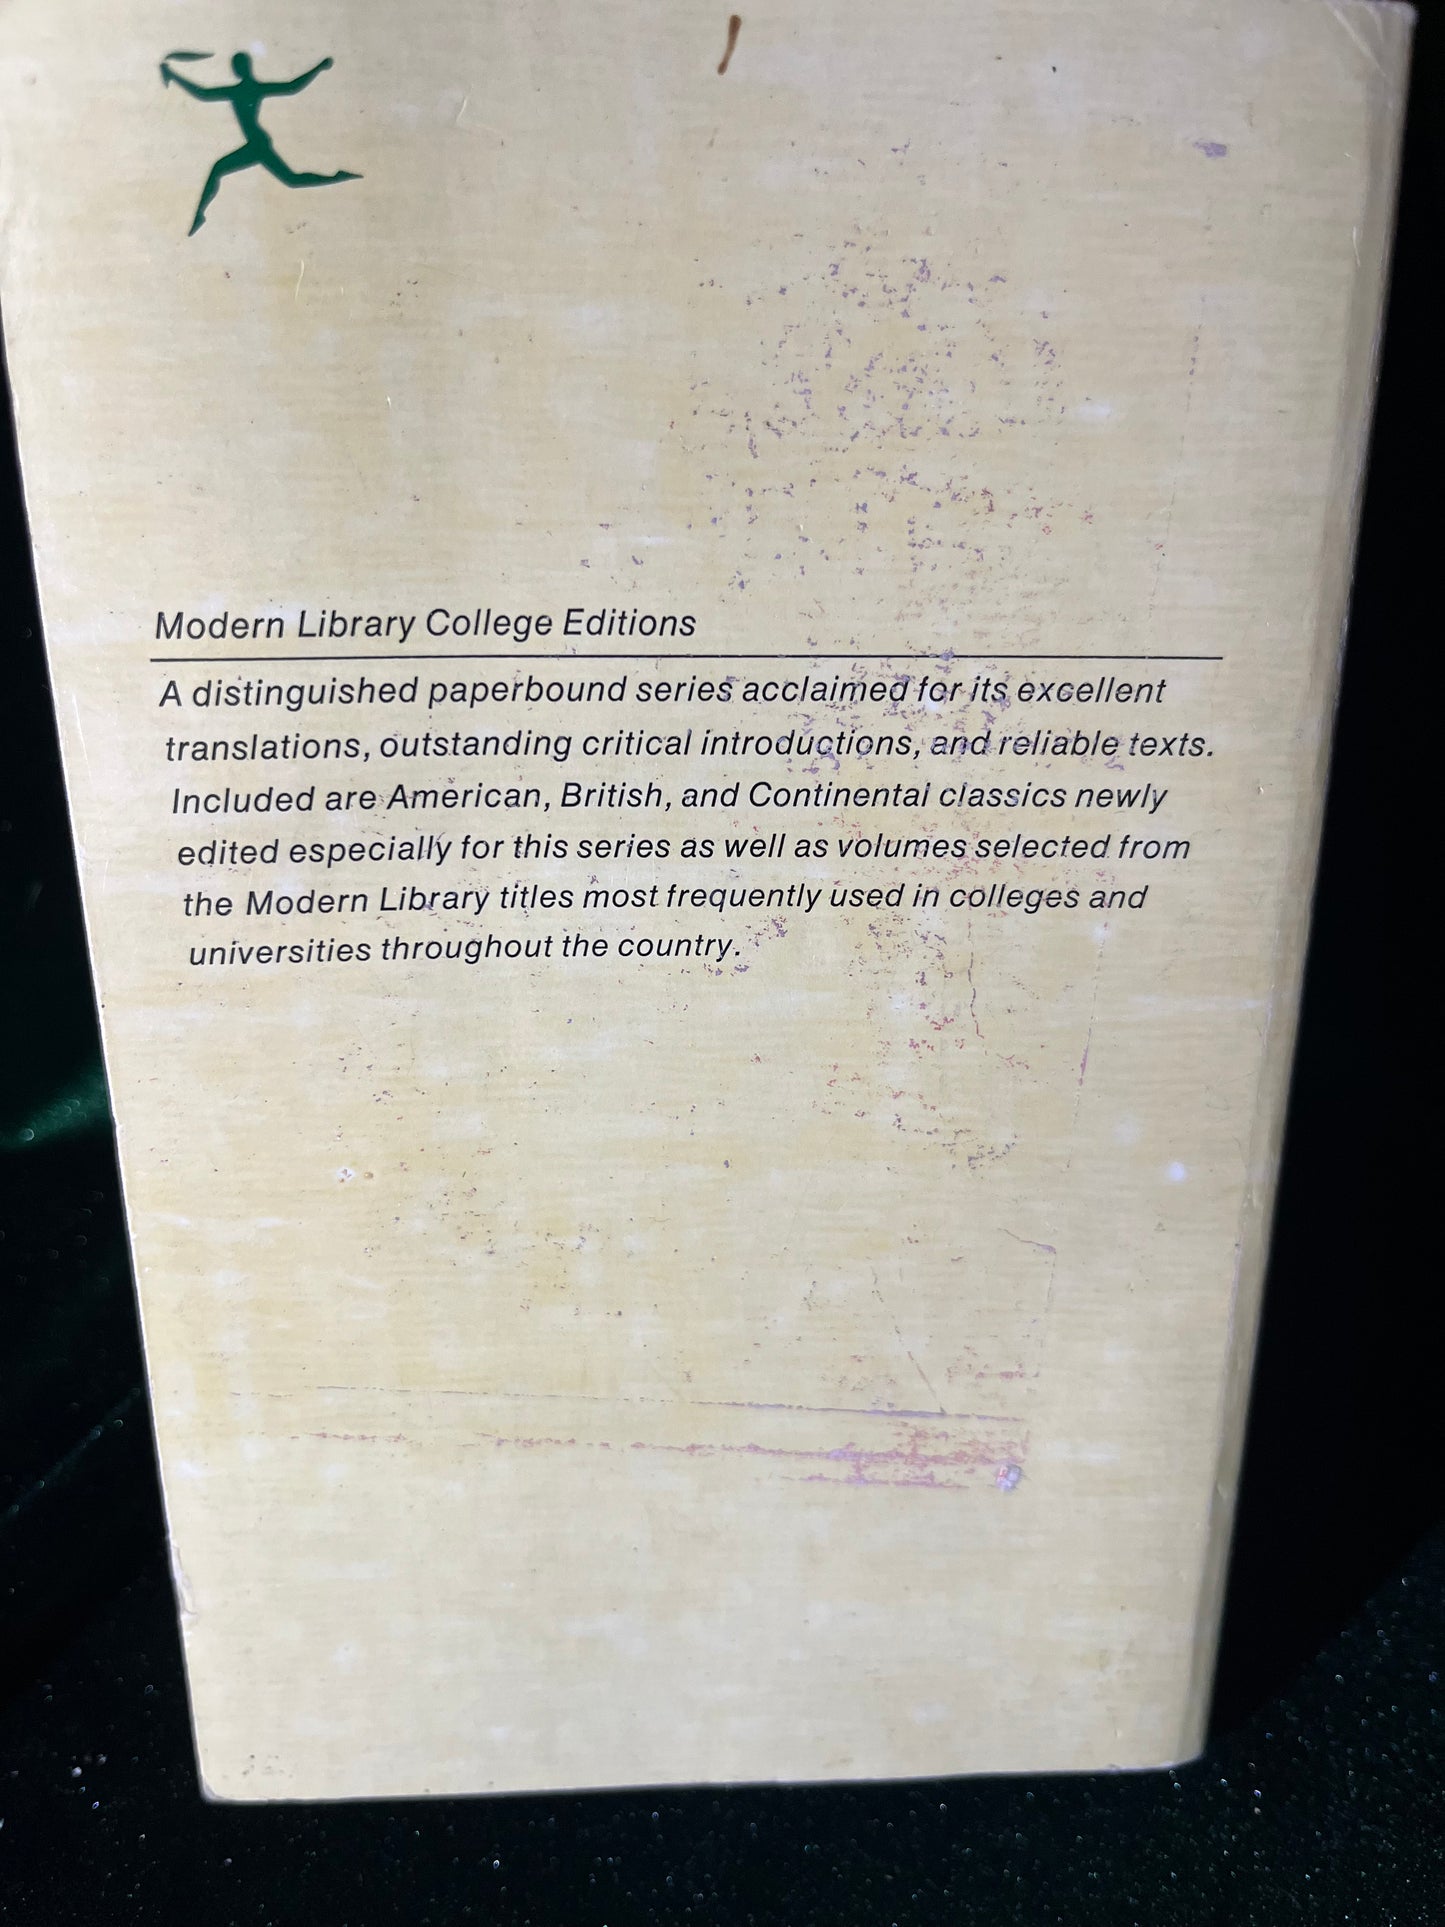 Modern Library College Editions
A distinguished paperbound series acclaimed for its excellent
translations, outstanding critical introductions, and reliable texts.
Included are American, British, and Continental classics newly
edited especially for this series as well as volumes selected from
the Modern Library titles most frequently used in colleges and
universities throughout the country.